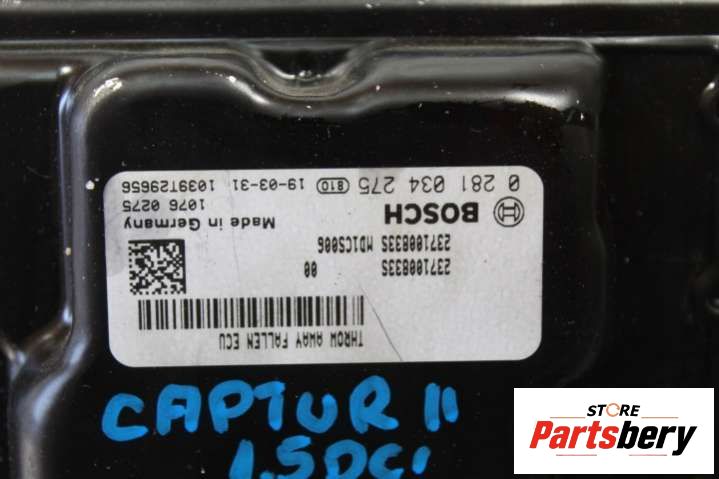 THROW AWAY FALLEN ECU
237100833S 00
237100833S MD1CS006
BOSCH
Made in Germany
0 281 034 275 810 19-03-31 1039T29656
1076 0275
CAPTUR II
1.5DCi
STORE
Partsbery